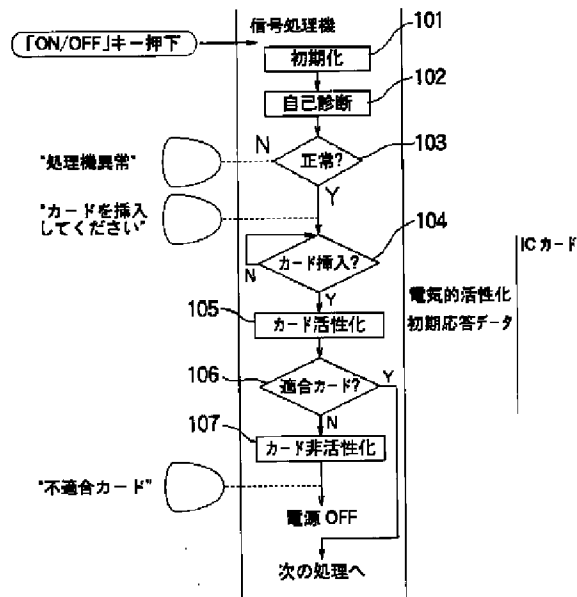 信号処理機
「ON/OFF」キー押下
101
初期化
102
自己診断
103
N
正常?
"処理機異常"
Y
"カードを挿入
してください"
104
カード挿入?
N
ICカード
Y
電気的活性化
105
カード活性化
初期応答データ
106
適合カード?
Y
N
107
カード非活性化
"不適合カード"
電源 OFF
次の処理へ